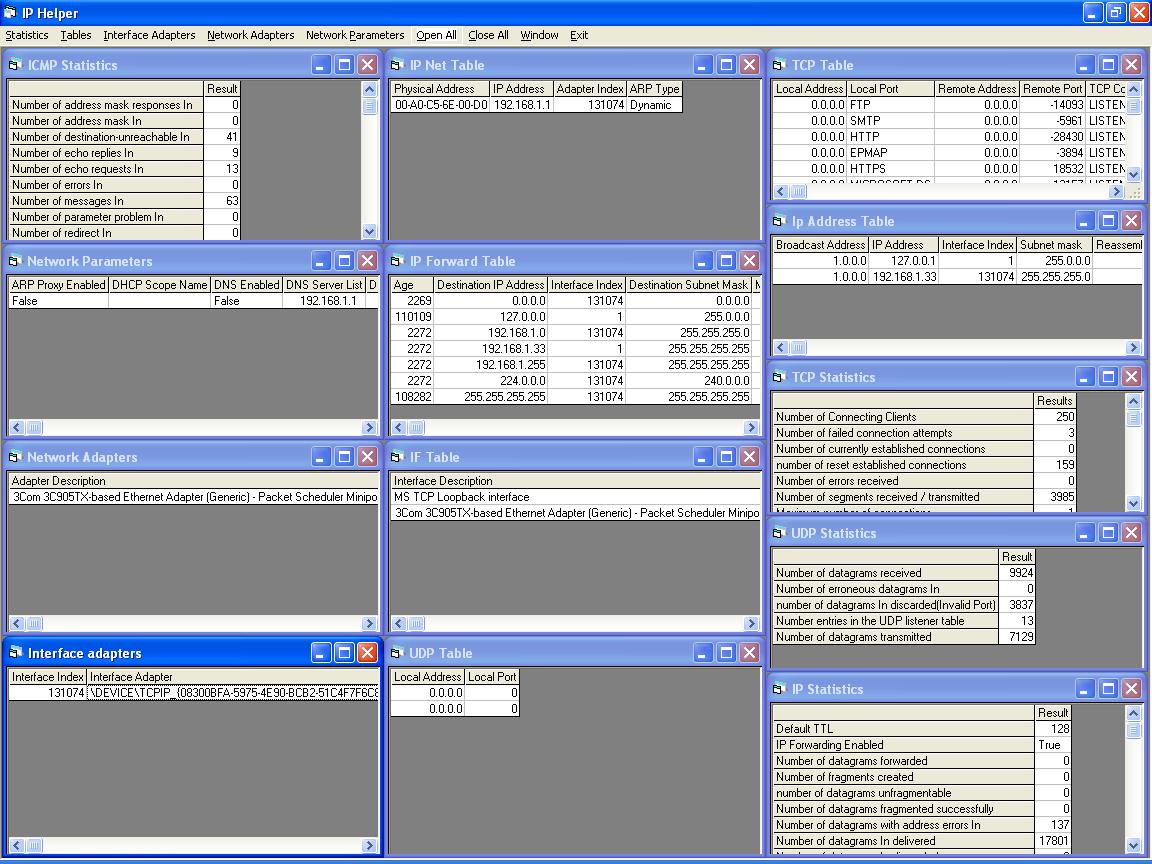 IP Helper
Statistics Tables Interface Adapters Network Adapters Network Parameters Open All Close All Window Exit
ICMP Statistics
Result
Number of address mask responses In 0
Number of address mask In 0
Number of destination-unreachable In 41
Number of echo replies In 9
Number of echo requests In 13
Number of errors In 0
Number of messages In 63
Number of parameter problem In 0
Number of redirect In 0
IP Net Table
Physical Address IP Address Adapter Index ARP Type
00-A0-C5-6E-00-D0 192.168.1.1 131074 Dynamic
TCP Table
Local Address Local Port Remote Address Remote Port TCP Cc
0.0.0.0 FTP 0.0.0.0 -14093 LISTEN
0.0.0.0 SMTP 0.0.0.0 -5961 LISTEN
0.0.0.0 HTTP 0.0.0.0 -28430 LISTEN
0.0.0.0 EPMAP 0.0.0.0 -3894 LISTEN
0.0.0.0 HTTPS 0.0.0.0 18532 LISTEN
Ip Address Table
Broadcast Address IP Address Interface Index Subnet mask Reasseml
1.0.0.0 127.0.0.1 1 255.0.0.0
1.0.0.0 192.168.1.33 131074 255.255.255.0
Network Parameters
ARP Proxy Enabled DHCP Scope Name DNS Enabled DNS Server List D
False False 192.168.1.1
IP Forward Table
Age Destination IP Address Interface Index Destination Subnet Mask
2269 0.0.0.0 131074 0.0.0.0
110109 127.0.0.0 1 255.0.0.0
2272 192.168.1.0 131074 255.255.255.0
2272 192.168.1.33 1 255.255.255.255
2272 192.168.1.255 131074 255.255.255.255
2272 224.0.0.0 131074 240.0.0.0
108282 255.255.255.255 131074 255.255.255.255
TCP Statistics
Results
Number of Connecting Clients 250
Number of failed connection attempts 3
Number of currently established connections 0
number of reset established connections 159
Number of errors received 0
Number of segments received / transmitted 3985
Network Adapters
Adapter Description
3Com 3C905TX-based Ethernet Adapter (Generic) - Packet Scheduler Minipo
IF Table
Interface Description
MS TCP Loopback interface
3Com 3C905TX-based Ethernet Adapter (Generic) - Packet Scheduler Minipo
UDP Statistics
Result
Number of datagrams received 9924
Number of erroneous datagrams In 0
number of datagrams In discarded(Invalid Port) 3837
Number entries in the UDP listener table 13
Number of datagrams transmitted 7129
Interface adapters
Interface Index Interface Adapter
131074 \DEVICE\TCPIP_{08300BFA-5975-4E90-BCB2-51C4F7F6C8
UDP Table
Local Address Local Port
0.0.0.0 0
0.0.0.0 0
IP Statistics
Result
Default TTL 128
IP Forwarding Enabled True
Number of datagrams forwarded 0
Number of fragments created 0
number of datagrams unfragmentable 0
Number of datagrams fragmented successfully 0
Number of datagrams with address errors In 137
Number of datagrams In delivered 17801